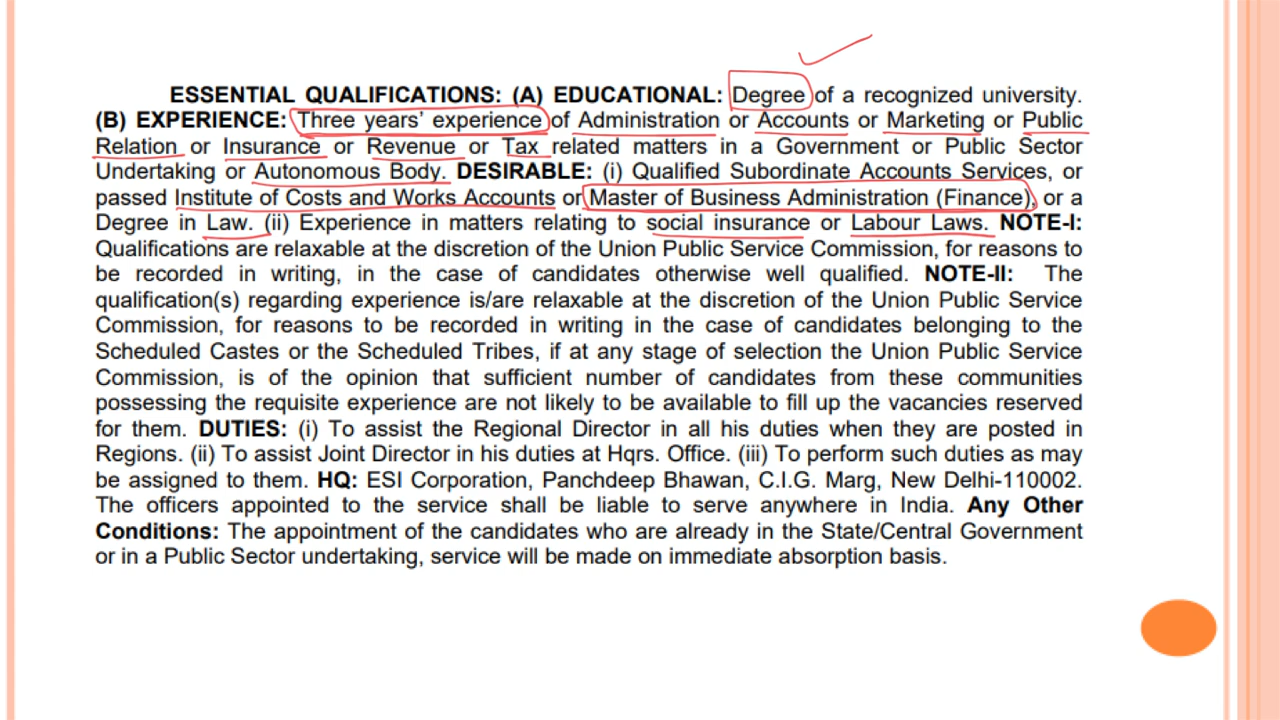 ESSENTIAL QUALIFICATIONS: (A) EDUCATIONAL: Degree of a recognized university.
(B) EXPERIENCE: Three years' experience of Administration or Accounts or Marketing or Public
Relation or Insurance or Revenue or Tax related matters in a Government or Public Sector
Undertaking or Autonomous Body. DESIRABLE: (i) Qualified Subordinate Accounts Services, or
passed Institute of Costs and Works Accounts or Master of Business Administration (Finance), or a
Degree in Law. (ii) Experience in matters relating to social insurance or Labour Laws. NOTE-I:
Qualifications are relaxable at the discretion of the Union Public Service Commission, for reasons to
be recorded in writing, in the case of candidates otherwise well qualified. NOTE-II: The
qualification(s) regarding experience is/are relaxable at the discretion of the Union Public Service
Commission, for reasons to be recorded in writing in the case of candidates belonging to the
Scheduled Castes or the Scheduled Tribes, if at any stage of selection the Union Public Service
Commission, is of the opinion that sufficient number of candidates from these communities
possessing the requisite experience are not likely to be available to fill up the vacancies reserved
for them. DUTIES: (i) To assist the Regional Director in all his duties when they are posted in
Regions. (ii) To assist Joint Director in his duties at Hqrs. Office. (iii) To perform such duties as may
be assigned to them. HQ: ESI Corporation, Panchdeep Bhawan, C.I.G. Marg, New Delhi-110002.
The officers appointed to the service shall be liable to serve anywhere in India. Any Other
Conditions: The appointment of the candidates who are already in the State/Central Government
or in a Public Sector undertaking, service will be made on immediate absorption basis.